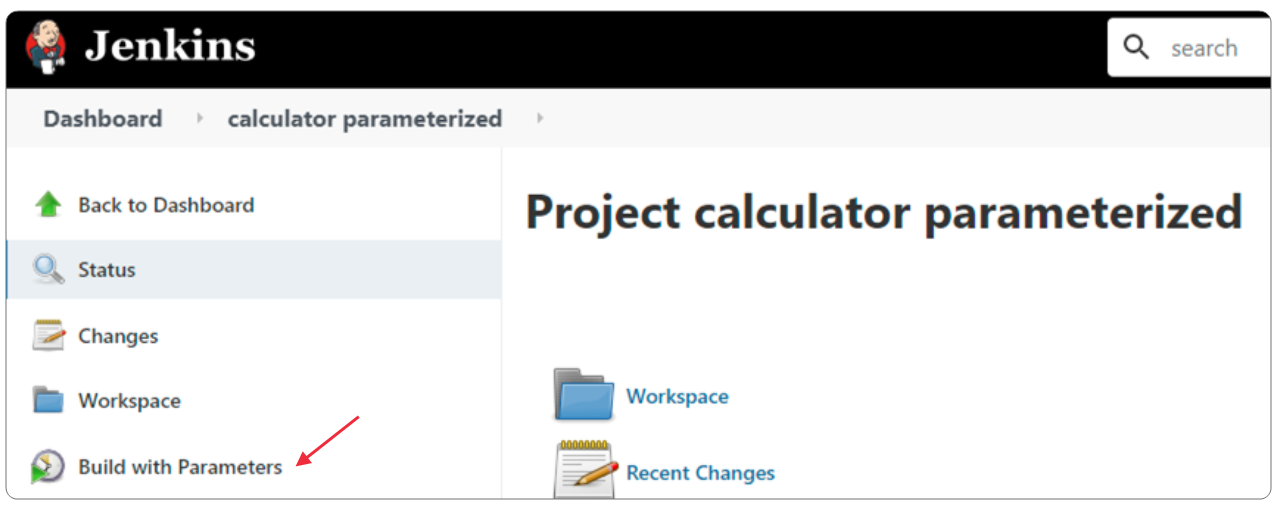 Jenkins
search
Dashboard
calculator parameterized
Back to Dashboard
Status
Changes
Workspace
Build with Parameters
Project calculator parameterized
Workspace
Recent Changes